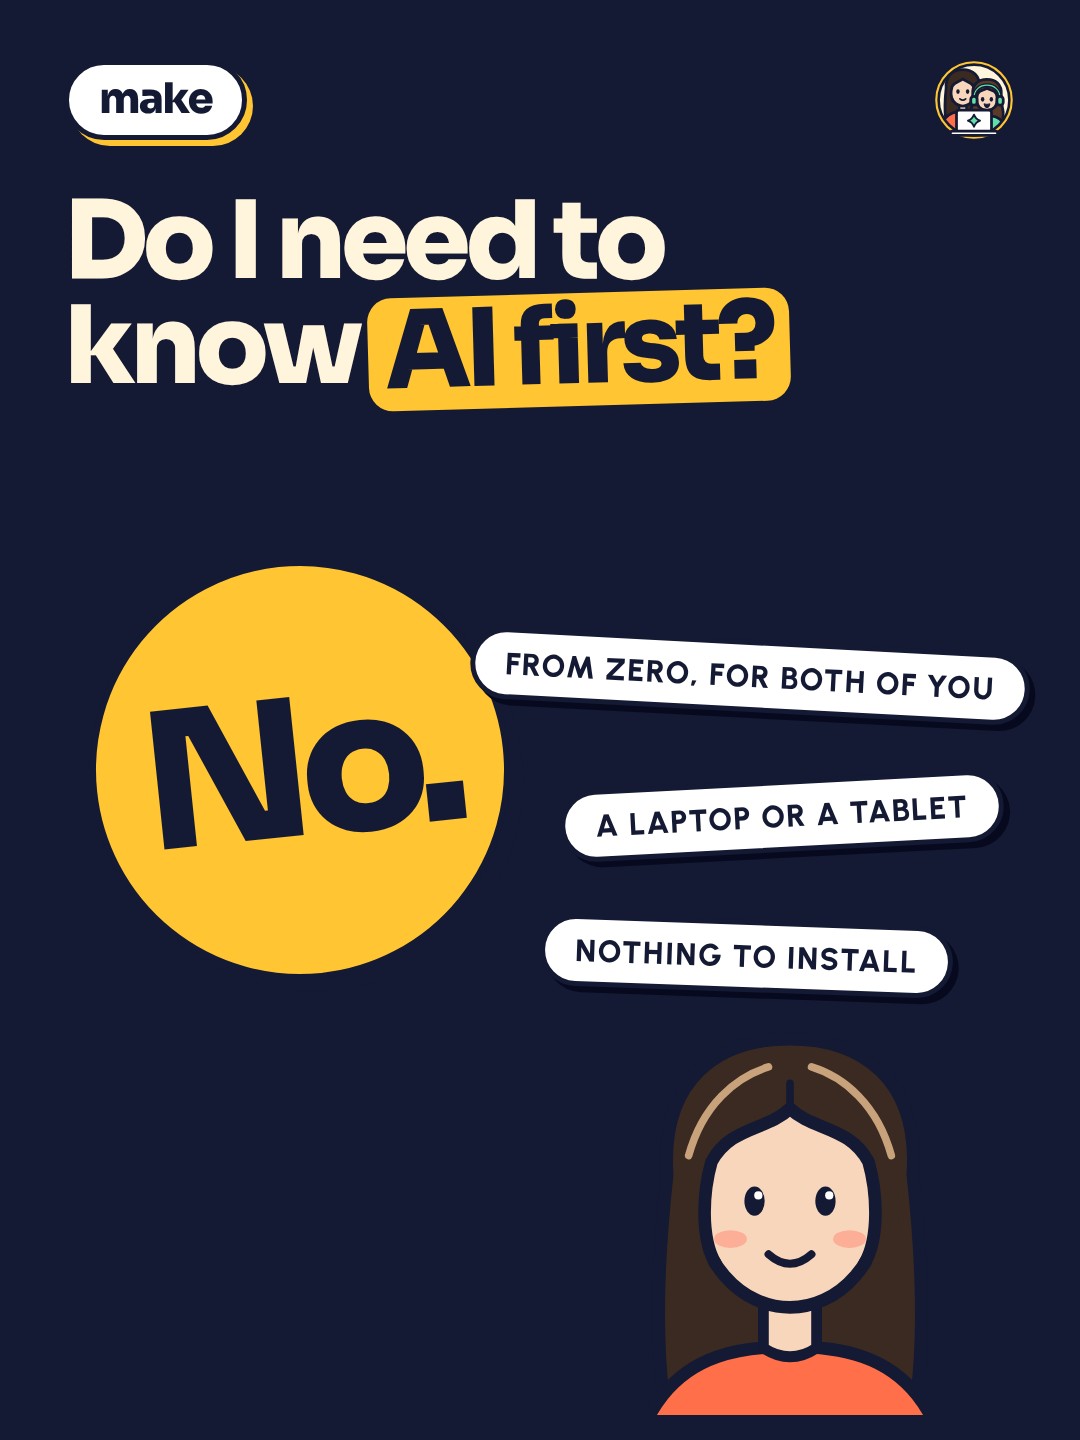 make
Do I need to
know AI first?
No.
FROM ZERO, FOR BOTH OF YOU
A LAPTOP OR A TABLET
NOTHING TO INSTALL